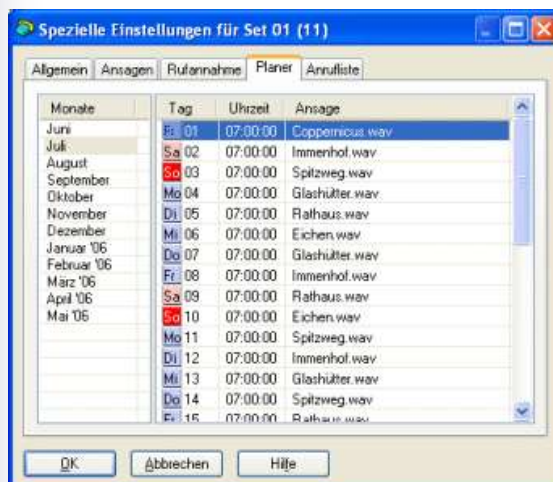 Spezielle Einstellungen für Set 01 (11)
Allgemein Ansagen Rufannahme Planer Anrufliste
Monate
Juni
Juli
August
September
Oktober
November
Dezember
Januar '06
Februar '06
März '06
April '06
Mai '06
Tag Uhrzeit Ansage
Fr 01 07:00:00 Coppernicus.wav
Sa 02 07:00:00 Immenhof.wav
So 03 07:00:00 Spitzweg.wav
Mo 04 07:00:00 Glashütter.wav
Di 05 07:00:00 Rathaus.wav
Mi 06 07:00:00 Eichen.wav
Do 07 07:00:00 Glashütter.wav
Fr 08 07:00:00 Immenhof.wav
Sa 09 07:00:00 Rathaus.wav
So 10 07:00:00 Eichen.wav
Mo 11 07:00:00 Spitzweg.wav
Di 12 07:00:00 Immenhof.wav
Mi 13 07:00:00 Glashütter.wav
Do 14 07:00:00 Spitzweg.wav
Fr 15 07:00:00 Rathaus.wav
OK Abbrechen Hilfe